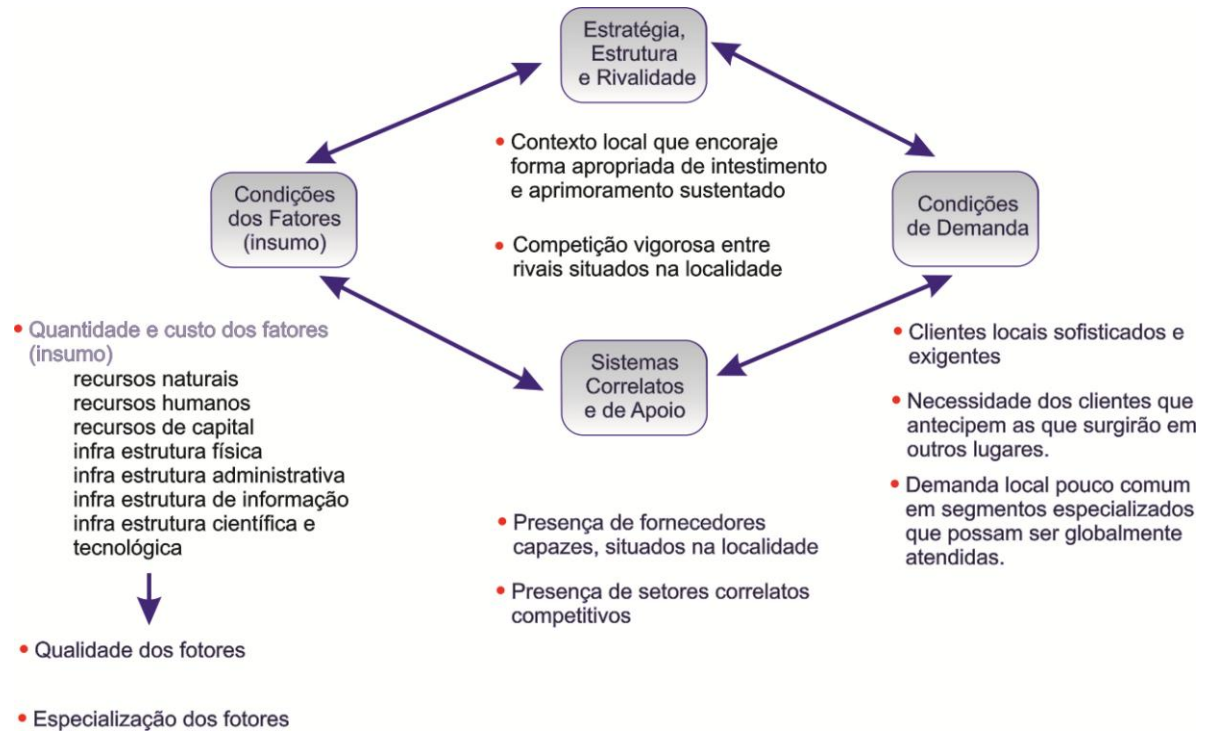 Estratégia,
Estrutura
e Rivalidade
• Contexto local que encoraje
forma apropriada de intestimento
e aprimoramento sustentado
• Competição vigorosa entre
rivais situados na localidade
Condições
dos Fatores
(insumo)
• Quantidade e custo dos fatores
(insumo)
recursos naturais
recursos humanos
recursos de capital
infra estrutura física
infra estrutura administrativa
infra estrutura de informação
infra estrutura científica e
tecnológica
• Qualidade dos fotores
• Especialização dos fotores
Sistemas
Correlatos
e de Apoio
• Presença de fornecedores
capazes, situados na localidade
• Presença de setores correlatos
competitivos
Condições
de Demanda
• Clientes locais sofisticados e
exigentes
• Necessidade dos clientes que
antecipem as que surgirão em
outros lugares.
• Demanda local pouco comum
em segmentos especializados
que possam ser globalmente
atendidas.